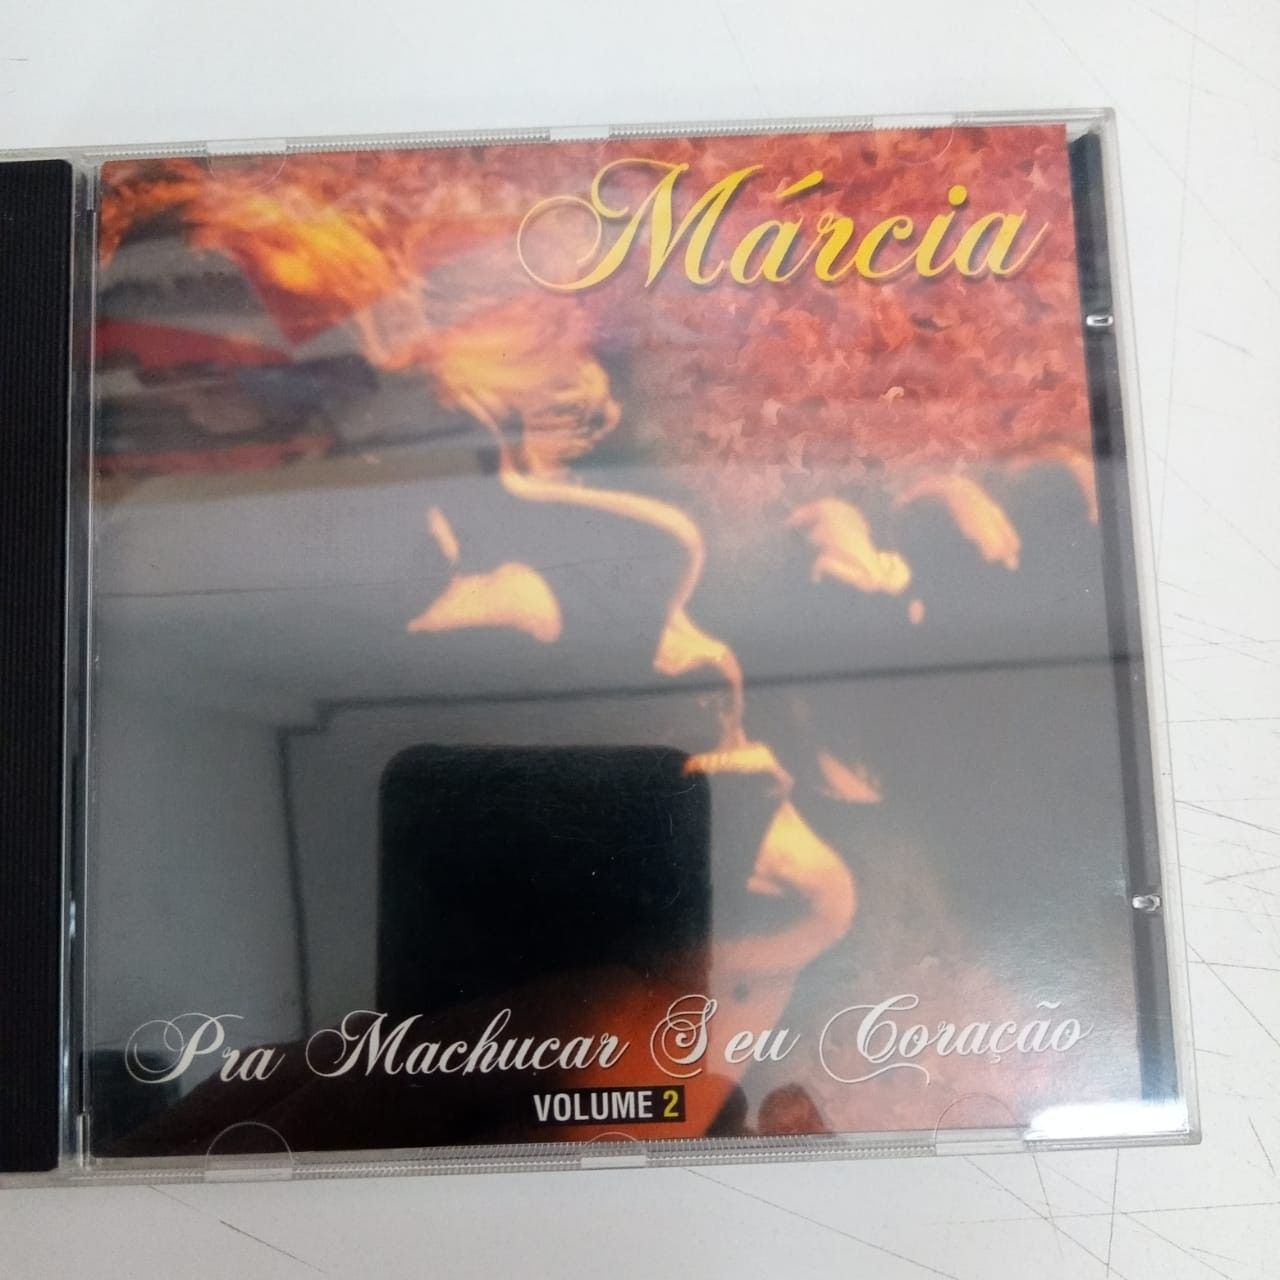 Márcia
Pra Machucar Seu Coração
VOLUME 2